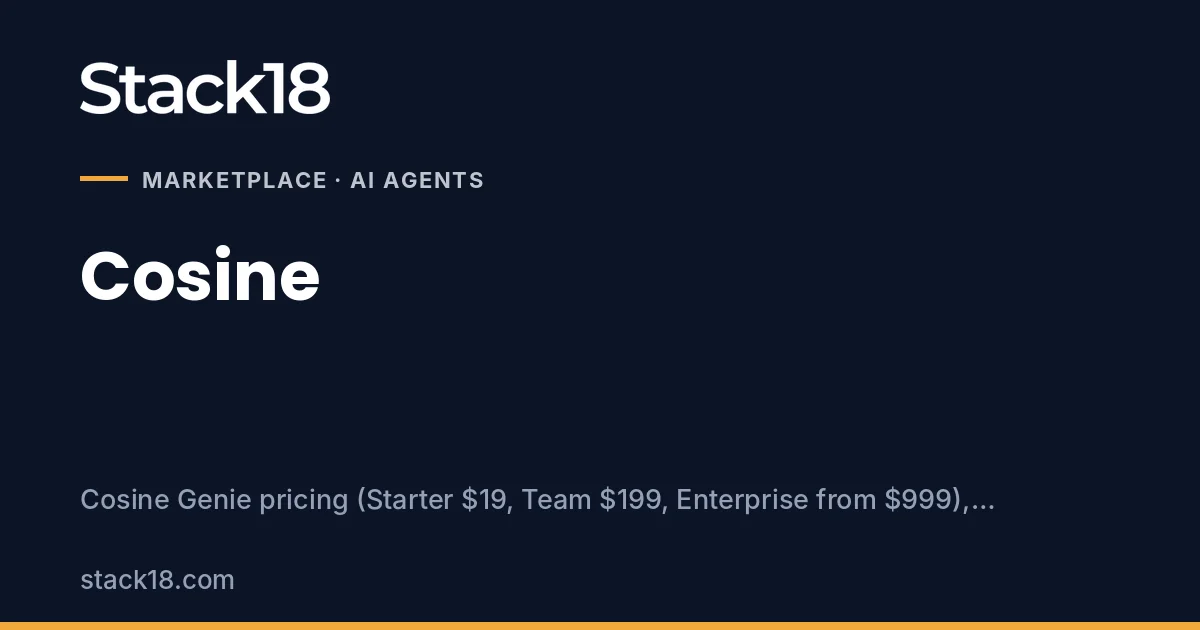 Stack18
MARKETPLACE · AI AGENTS
Cosine
Cosine Genie pricing (Starter $19, Team $199, Enterprise from $999),...
stack18.com